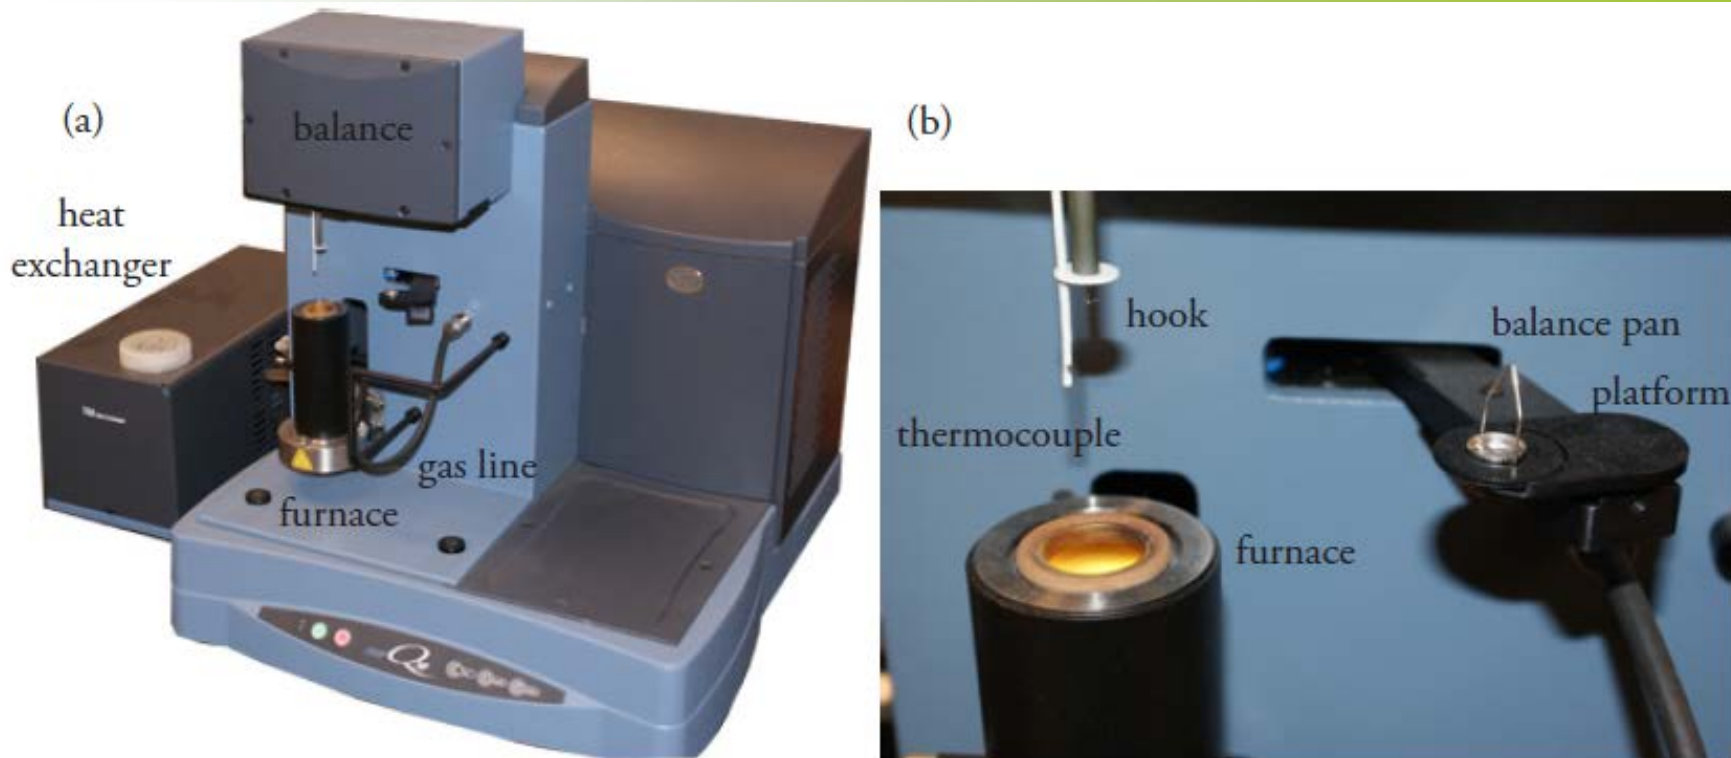 (a)
balance
heat
exchanger
gas line
furnace
Q
(b)
hook
balance pan
platform
thermocouple
furnace